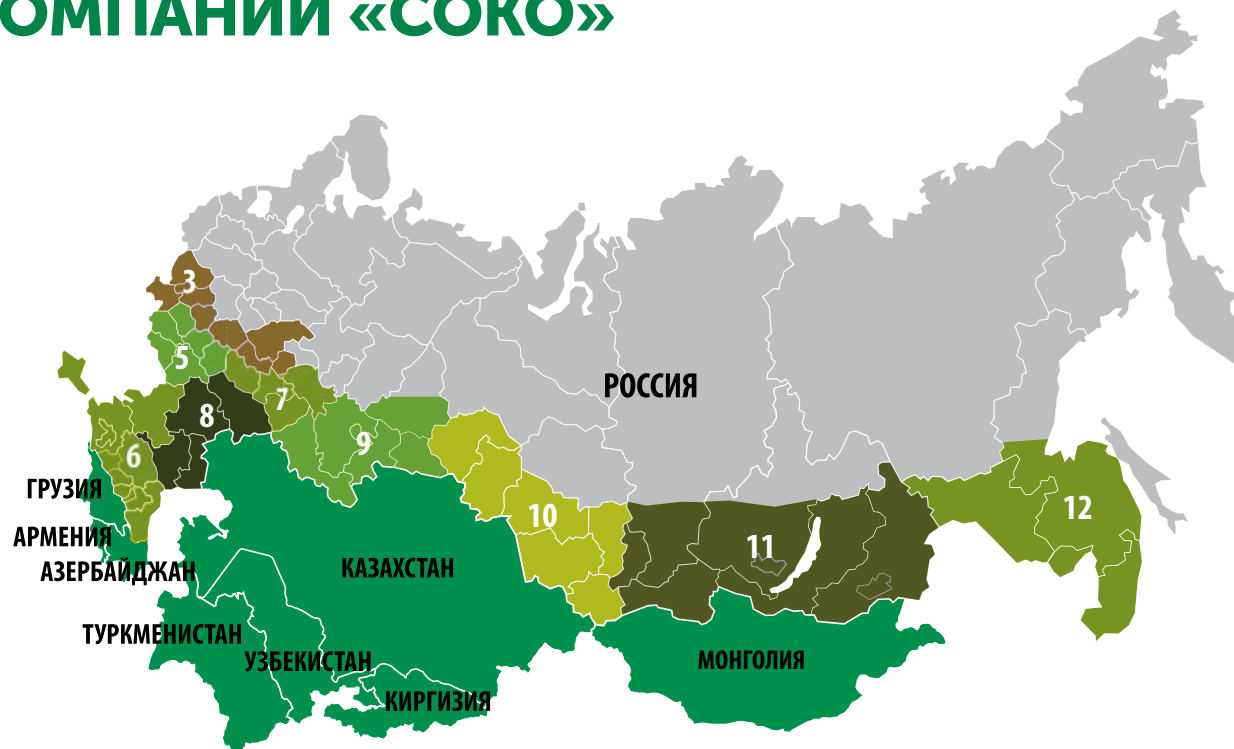 ОМПАНИИ «СОКО»
3
5
РОССИЯ
7
8
9
6
ГРУЗИЯ
12
10
АРМЕНИЯ
11
АЗЕРБАЙДЖАН
КАЗАХСТАН
ТУРКМЕНИСТАН
УЗБЕКИСТАН
МОНГОЛИЯ
КИРГИЗИЯ